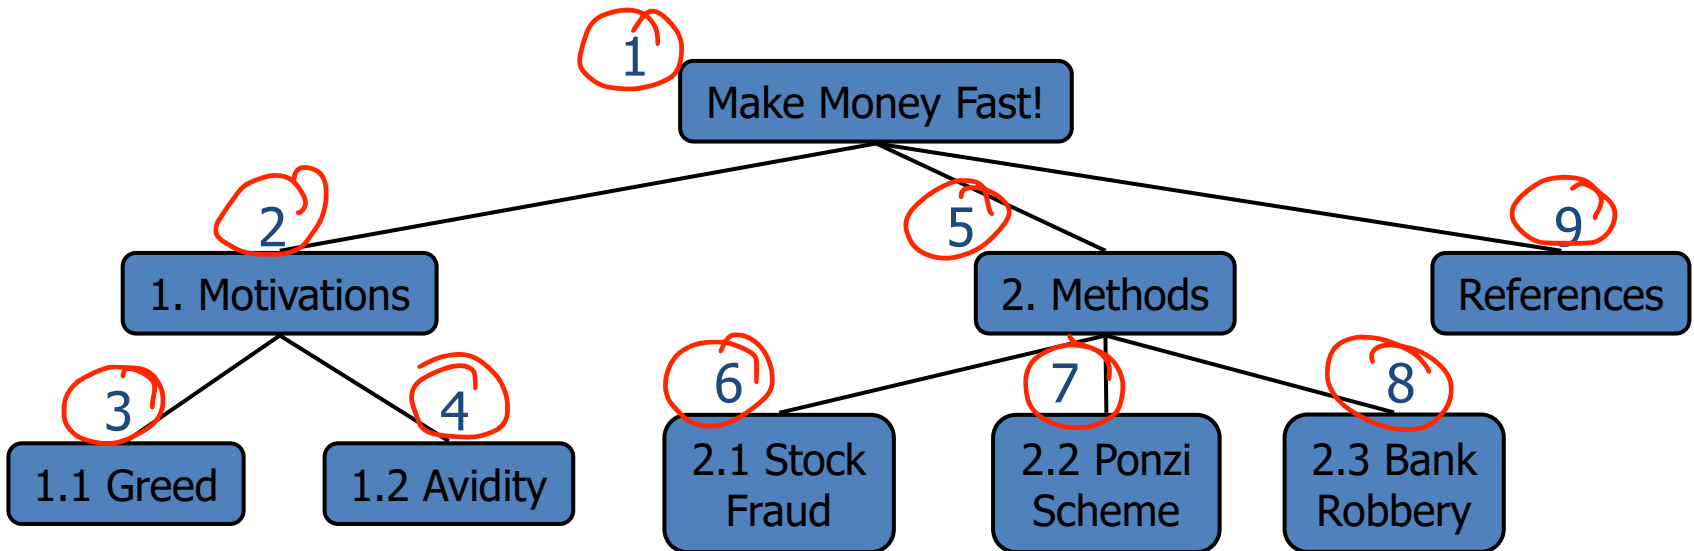 1
Make Money Fast!
2
5
9
1. Motivations
2. Methods
References
3
4
6
7
8
1.1 Greed
1.2 Avidity
2.1 Stock
Fraud
2.2 Ponzi
Scheme
2.3 Bank
Robbery